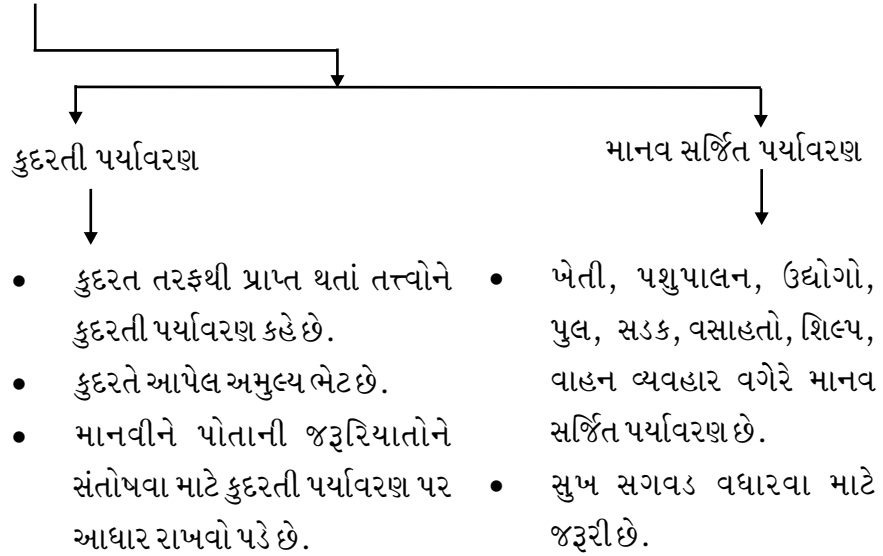 કુદરતી પર્યાવરણ
માનવ સર્જિત પર્યાવરણ
• કુદરત તરફથી પ્રાપ્ત થતાં તત્ત્વોને
કુદરતી પર્યાવરણ કહે છે.
• કુદરતે આપેલ અમુલ્ય ભેટ છે.
• માનવીને પોતાની જરૂરિયાતોને
સંતોષવા માટે કુદરતી પર્યાવરણ પર
આધાર રાખવો પડે છે.
• ખેતી, પશુપાલન, ઉદ્યોગો,
પુલ, સડક, વસાહતો, શિલ્પ,
વાહન વ્યવહાર વગેરે માનવ
સર્જિત પર્યાવરણ છે.
• સુખ સગવડ વધારવા માટે
જરૂરી છે.